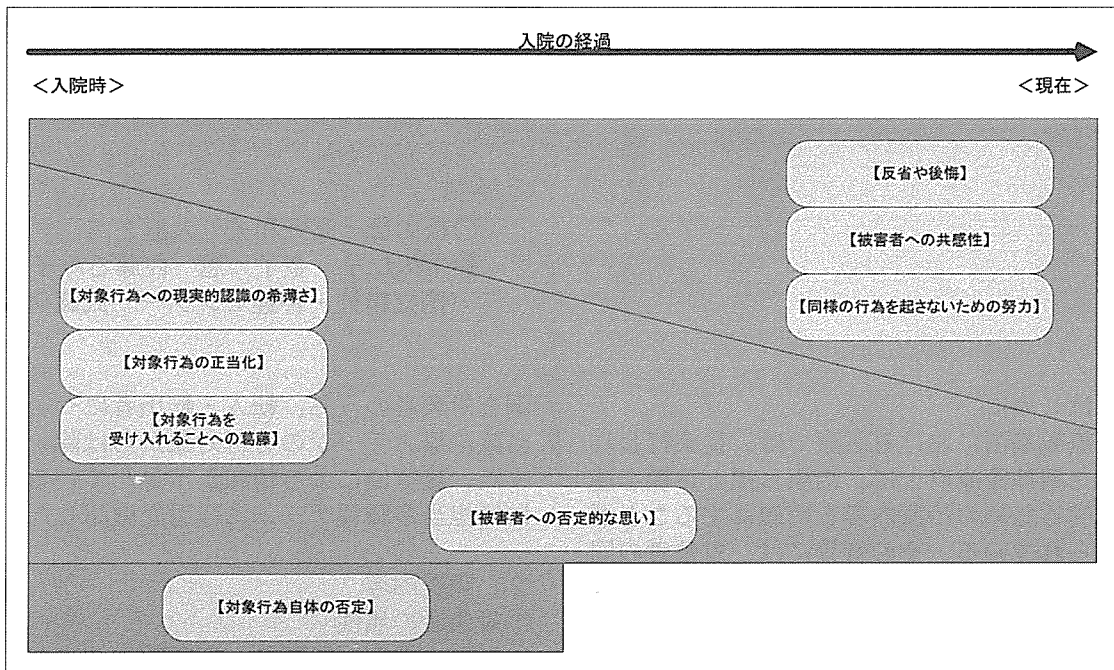 入院の経過
＜入院時＞
＜現在＞
【反省や後悔】
【被害者への共感性】
【同様の行為を起さないための努力】
【対象行為への現実的認識の希薄さ】
【対象行為の正当化】
【対象行為を
受け入れることへの葛藤】
【被害者への否定的な思い】
【対象行為自体の否定】